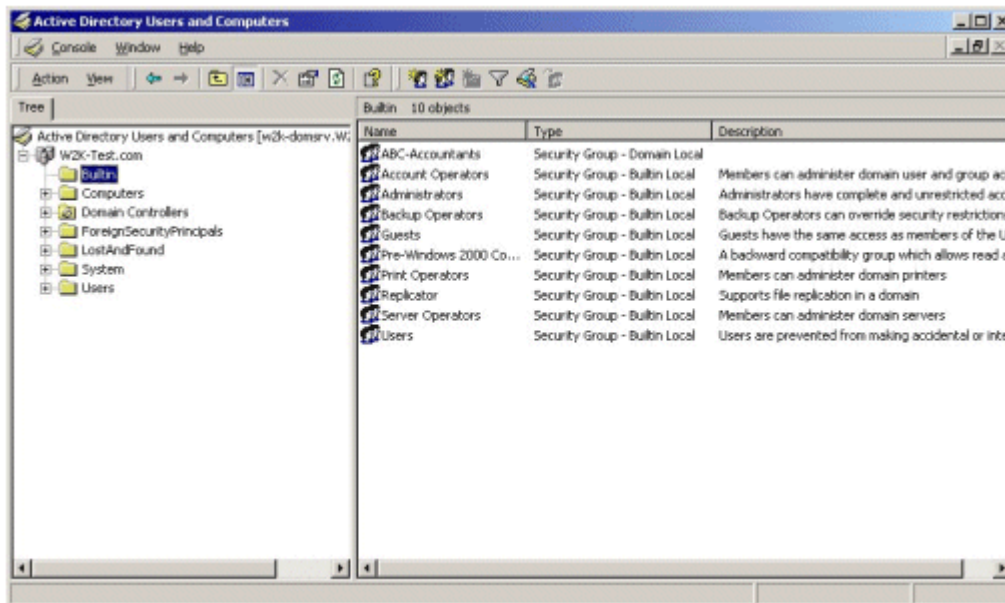 Active Directory Users and Computers
Console Window Help
Action View
Tree
Builtin 10 objects
Active Directory Users and Computers [w2k-domsrv.W
W2K-Test.com
Builtin
Computers
Domain Controllers
ForeignSecurityPrincipals
LostAndFound
System
Users
Name Type Description
ABC-Accountants Security Group - Domain Local
Account Operators Security Group - Builtin Local Members can administer domain user and group ac
Administrators Security Group - Builtin Local Administrators have complete and unrestricted acc
Backup Operators Security Group - Builtin Local Backup Operators can override security restriction
Guests Security Group - Builtin Local Guests have the same access as members of the U
Pre-Windows 2000 Co... Security Group - Builtin Local A backward compatibility group which allows read a
Print Operators Security Group - Builtin Local Members can administer domain printers
Replicator Security Group - Builtin Local Supports file replication in a domain
Server Operators Security Group - Builtin Local Members can administer domain servers
Users Security Group - Builtin Local Users are prevented from making accidental or inte